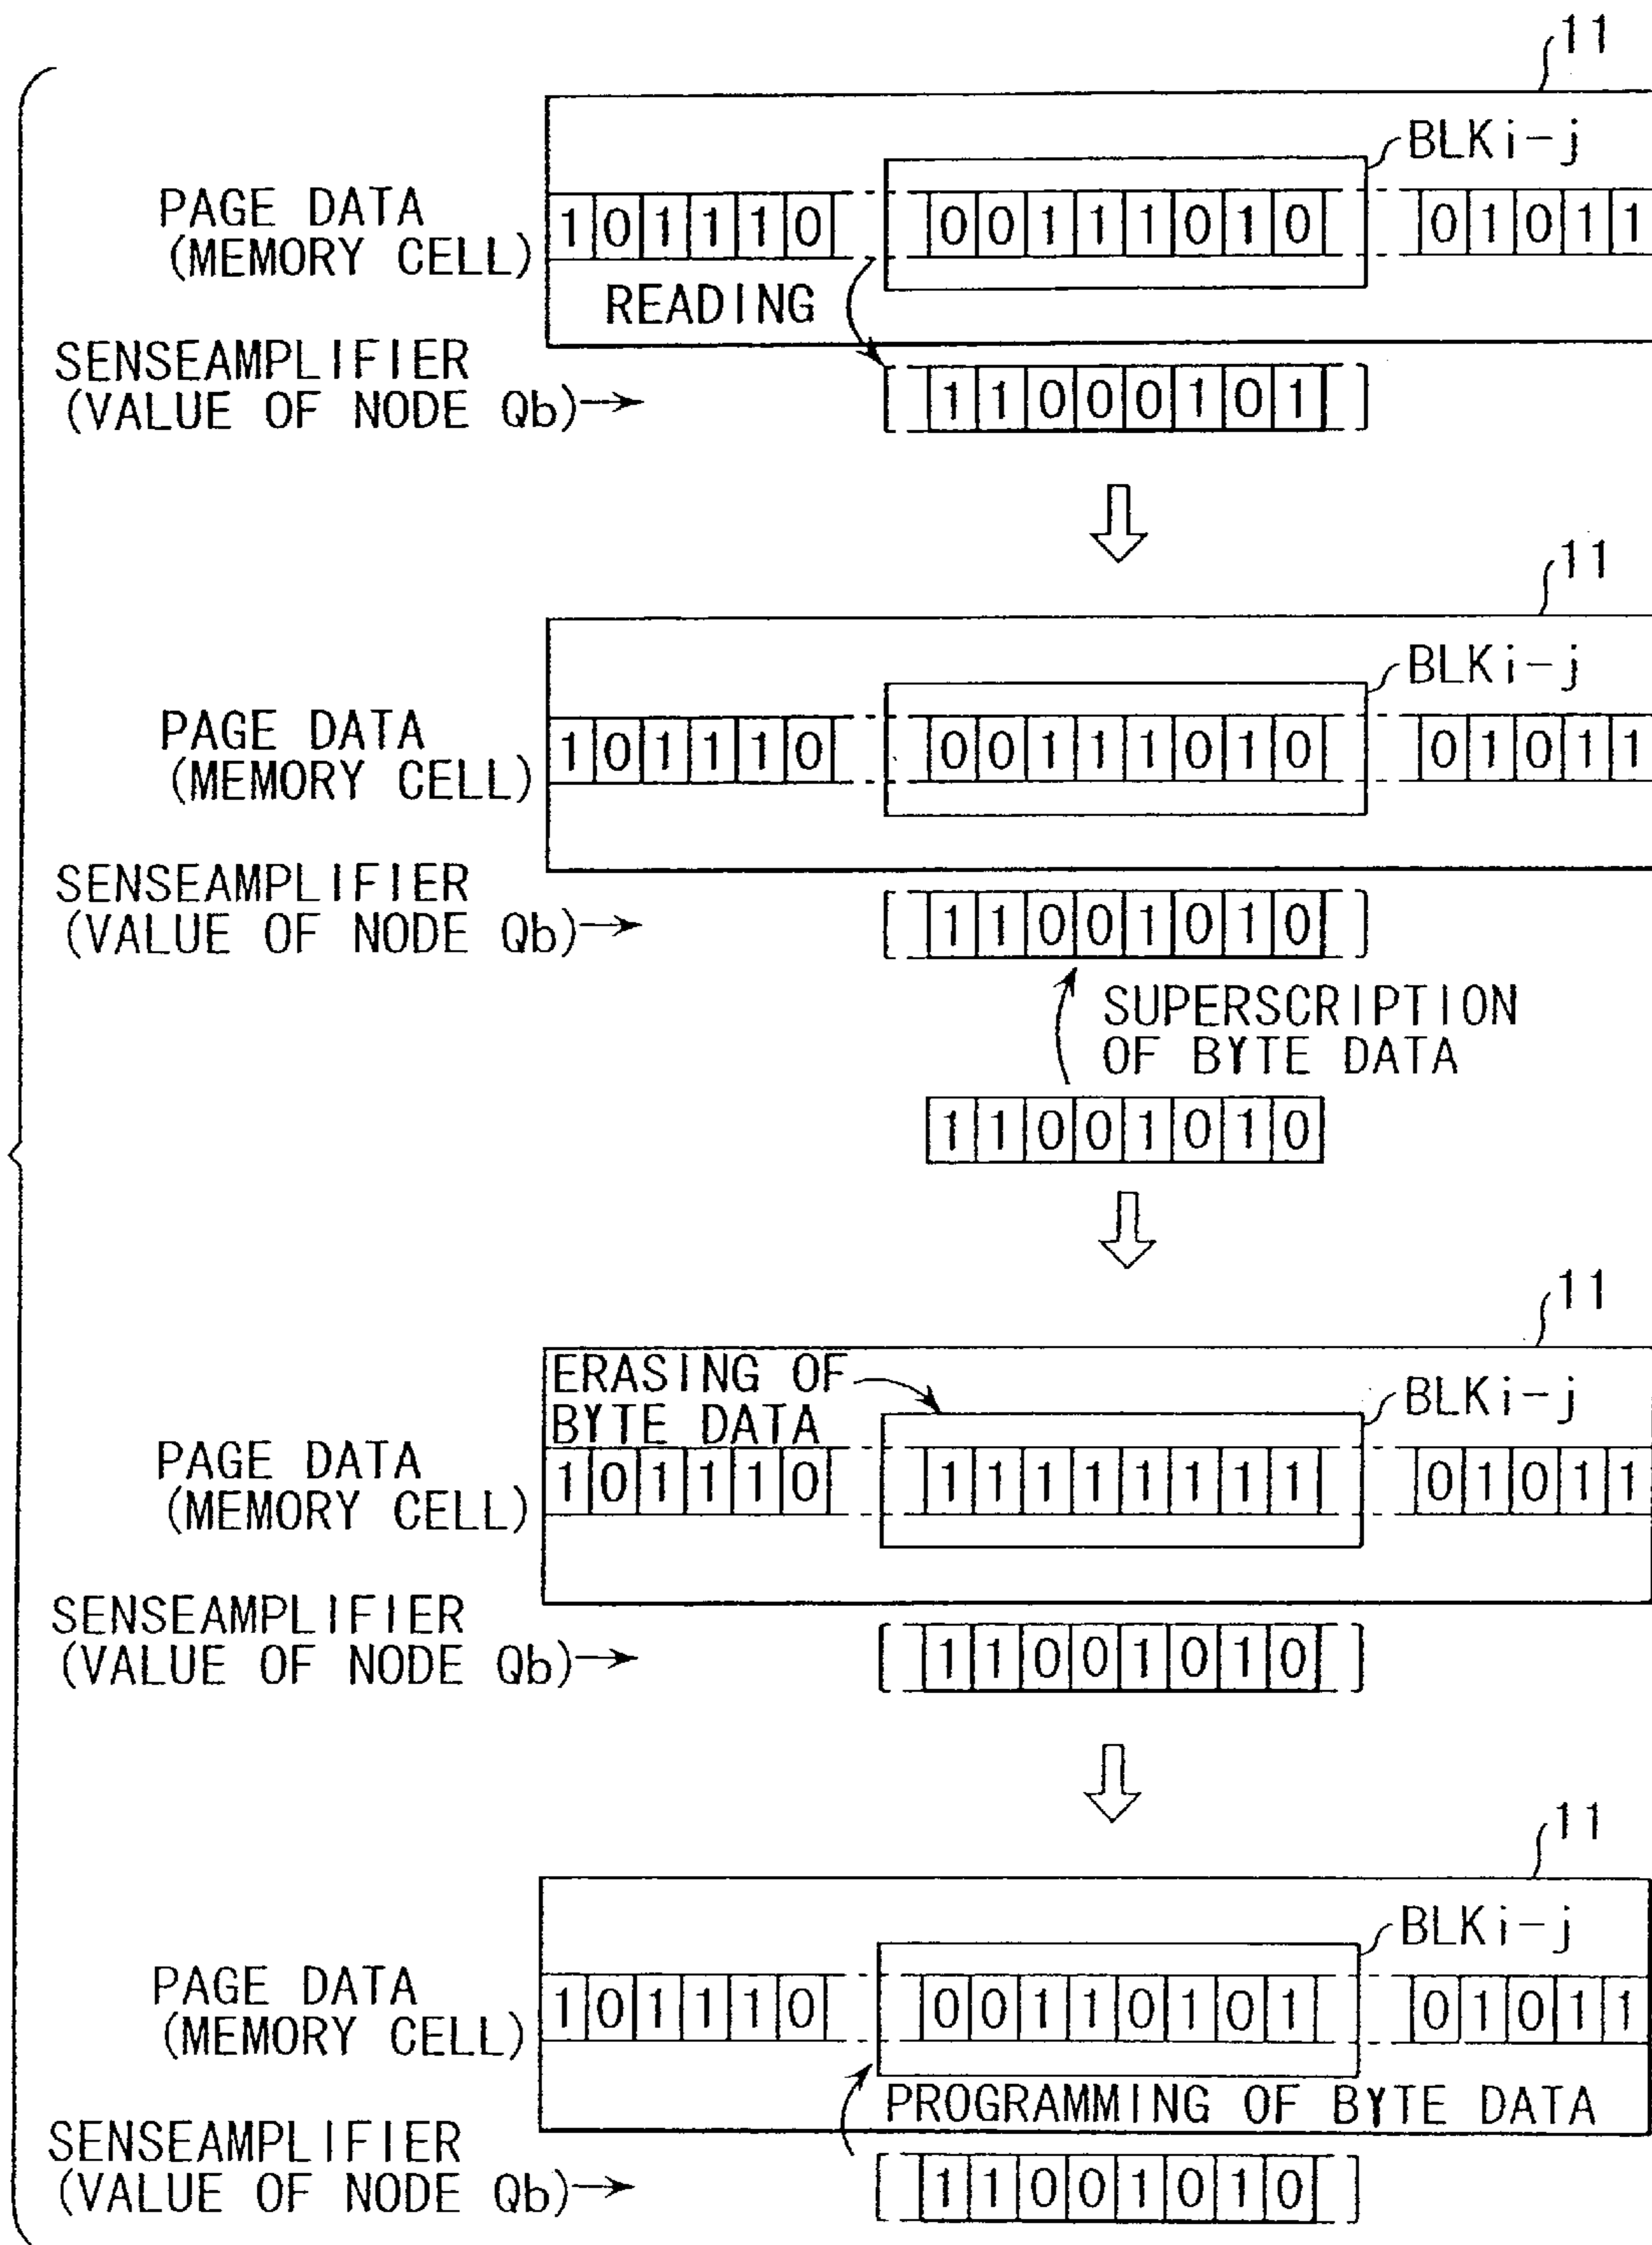 11
BLKi-j
PAGE DATA
(MEMORY CELL)
1 0 1 1 1 0 0 0 1 1 1 0 1 0 0 1 0 1 1
READING
SENSEAMPLIFIER
(VALUE OF NODE Qb)→
1 1 0 0 0 1 0 1
11
BLKi-j
PAGE DATA
(MEMORY CELL)
1 0 1 1 1 0 0 0 1 1 1 0 1 0 0 1 0 1 1
SENSEAMPLIFIER
(VALUE OF NODE Qb)→
1 1 0 0 1 0 1 0
SUPERSCRIPTION
OF BYTE DATA
1 1 0 0 1 0 1 0
11
ERASING OF
BYTE DATA
BLKi-j
PAGE DATA
(MEMORY CELL)
1 0 1 1 1 0 1 1 1 1 1 1 1 1 0 1 0 1 1
SENSEAMPLIFIER
(VALUE OF NODE Qb)→
1 1 0 0 1 0 1 0
11
BLKi-j
PAGE DATA
(MEMORY CELL)
1 0 1 1 1 0 0 0 1 1 0 1 0 1 0 1 0 1 1
PROGRAMMING OF BYTE DATA
SENSEAMPLIFIER
(VALUE OF NODE Qb)→
1 1 0 0 1 0 1 0